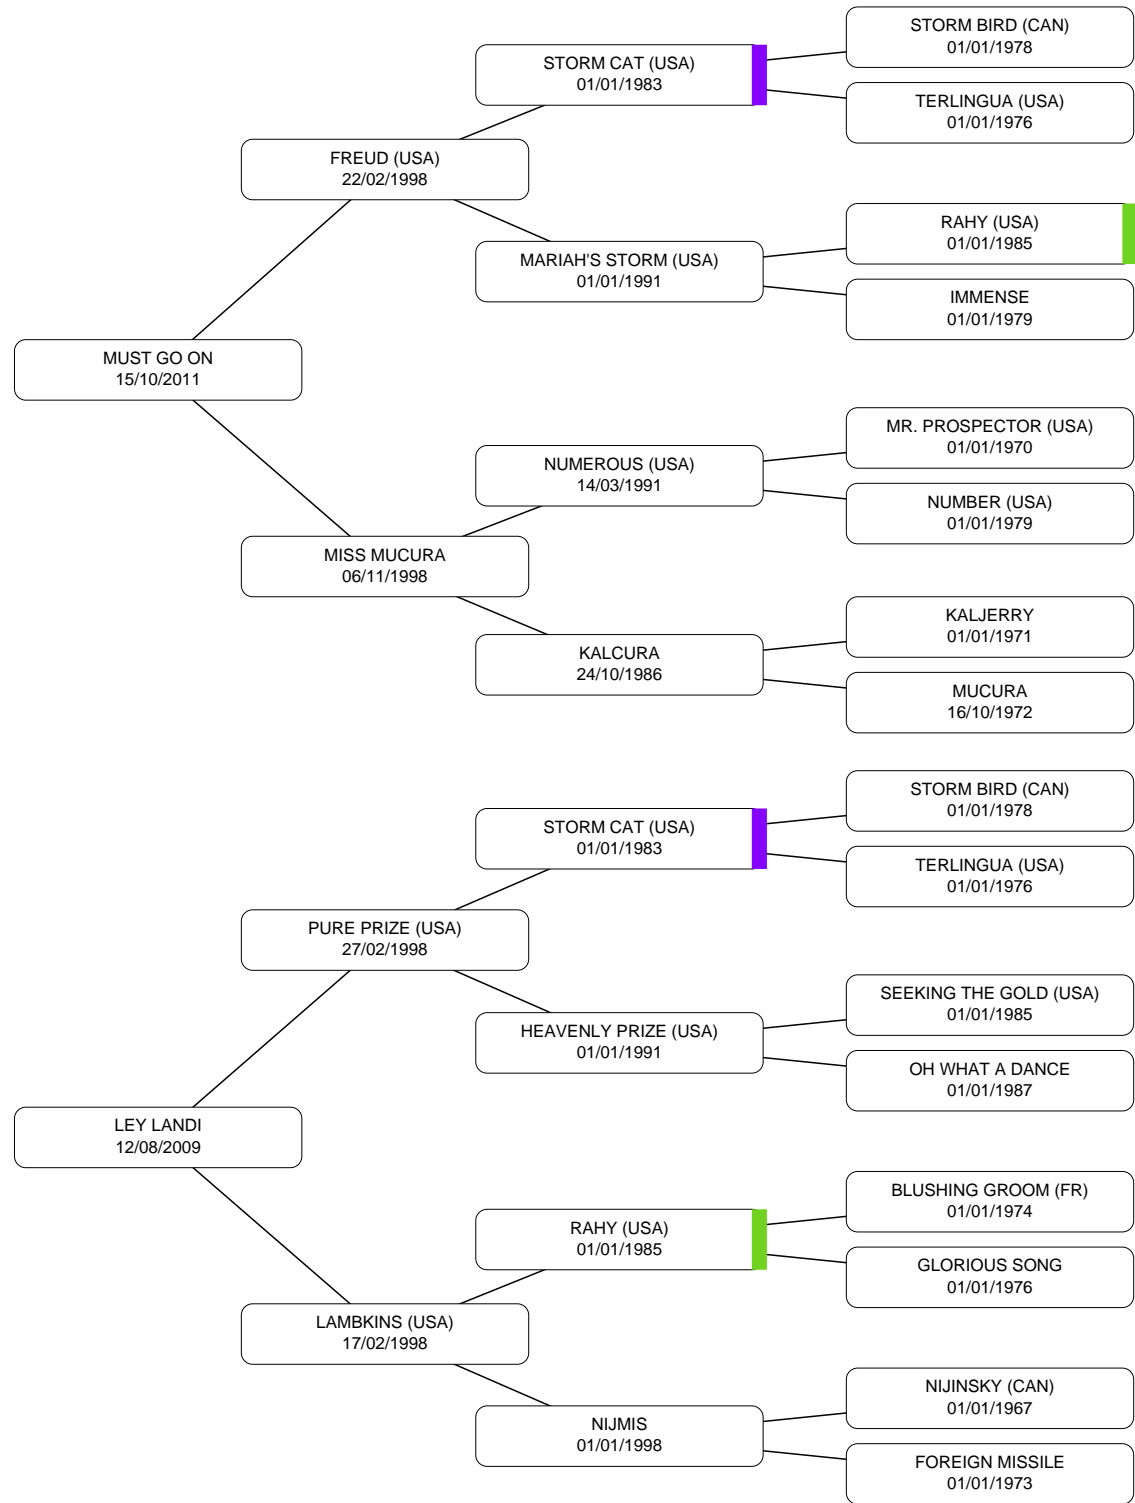 STORM BIRD (CAN)
01/01/1978
STORM CAT (USA)
01/01/1983
TERLINGUA (USA)
01/01/1976
FREUD (USA)
22/02/1998
RAHY (USA)
01/01/1985
MARIAH'S STORM (USA)
01/01/1991
IMMENSE
01/01/1979
MUST GO ON
15/10/2011
MR. PROSPECTOR (USA)
01/01/1970
NUMEROUS (USA)
14/03/1991
NUMBER (USA)
01/01/1979
MISS MUCURA
06/11/1998
KALJERRY
01/01/1971
KALCURA
24/10/1986
MUCURA
16/10/1972
STORM BIRD (CAN)
01/01/1978
STORM CAT (USA)
01/01/1983
TERLINGUA (USA)
01/01/1976
PURE PRIZE (USA)
27/02/1998
SEEKING THE GOLD (USA)
01/01/1985
HEAVENLY PRIZE (USA)
01/01/1991
OH WHAT A DANCE
01/01/1987
LEY LANDI
12/08/2009
BLUSHING GROOM (FR)
01/01/1974
RAHY (USA)
01/01/1985
GLORIOUS SONG
01/01/1976
LAMBKINS (USA)
17/02/1998
NIJINSKY (CAN)
01/01/1967
NIJMIS
01/01/1998
FOREIGN MISSILE
01/01/1973